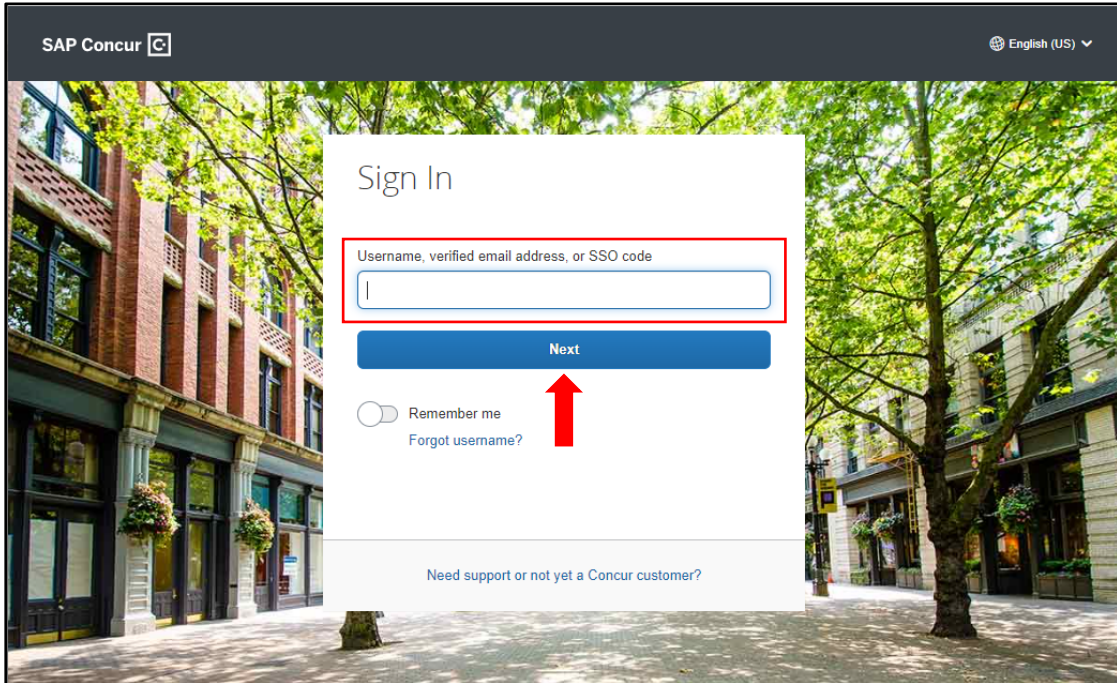 SAP Concur C.
English (US)
Sign In
Username, verified email address, or SSO code
Next
Remember me
Forgot username?
Need support or not yet a Concur customer?